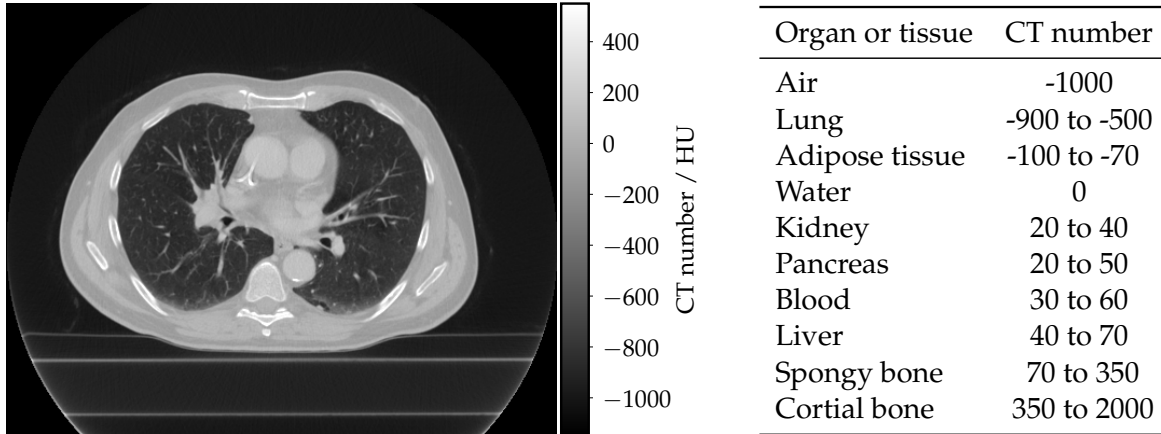 400
200
0
−200
−400
−600
−800
−1000
CT number / HU
Organ or tissue CT number
Air -1000
Lung -900 to -500
Adipose tissue -100 to -70
Water 0
Kidney 20 to 40
Pancreas 20 to 50
Blood 30 to 60
Liver 40 to 70
Spongy bone 70 to 350
Cortial bone 350 to 2000